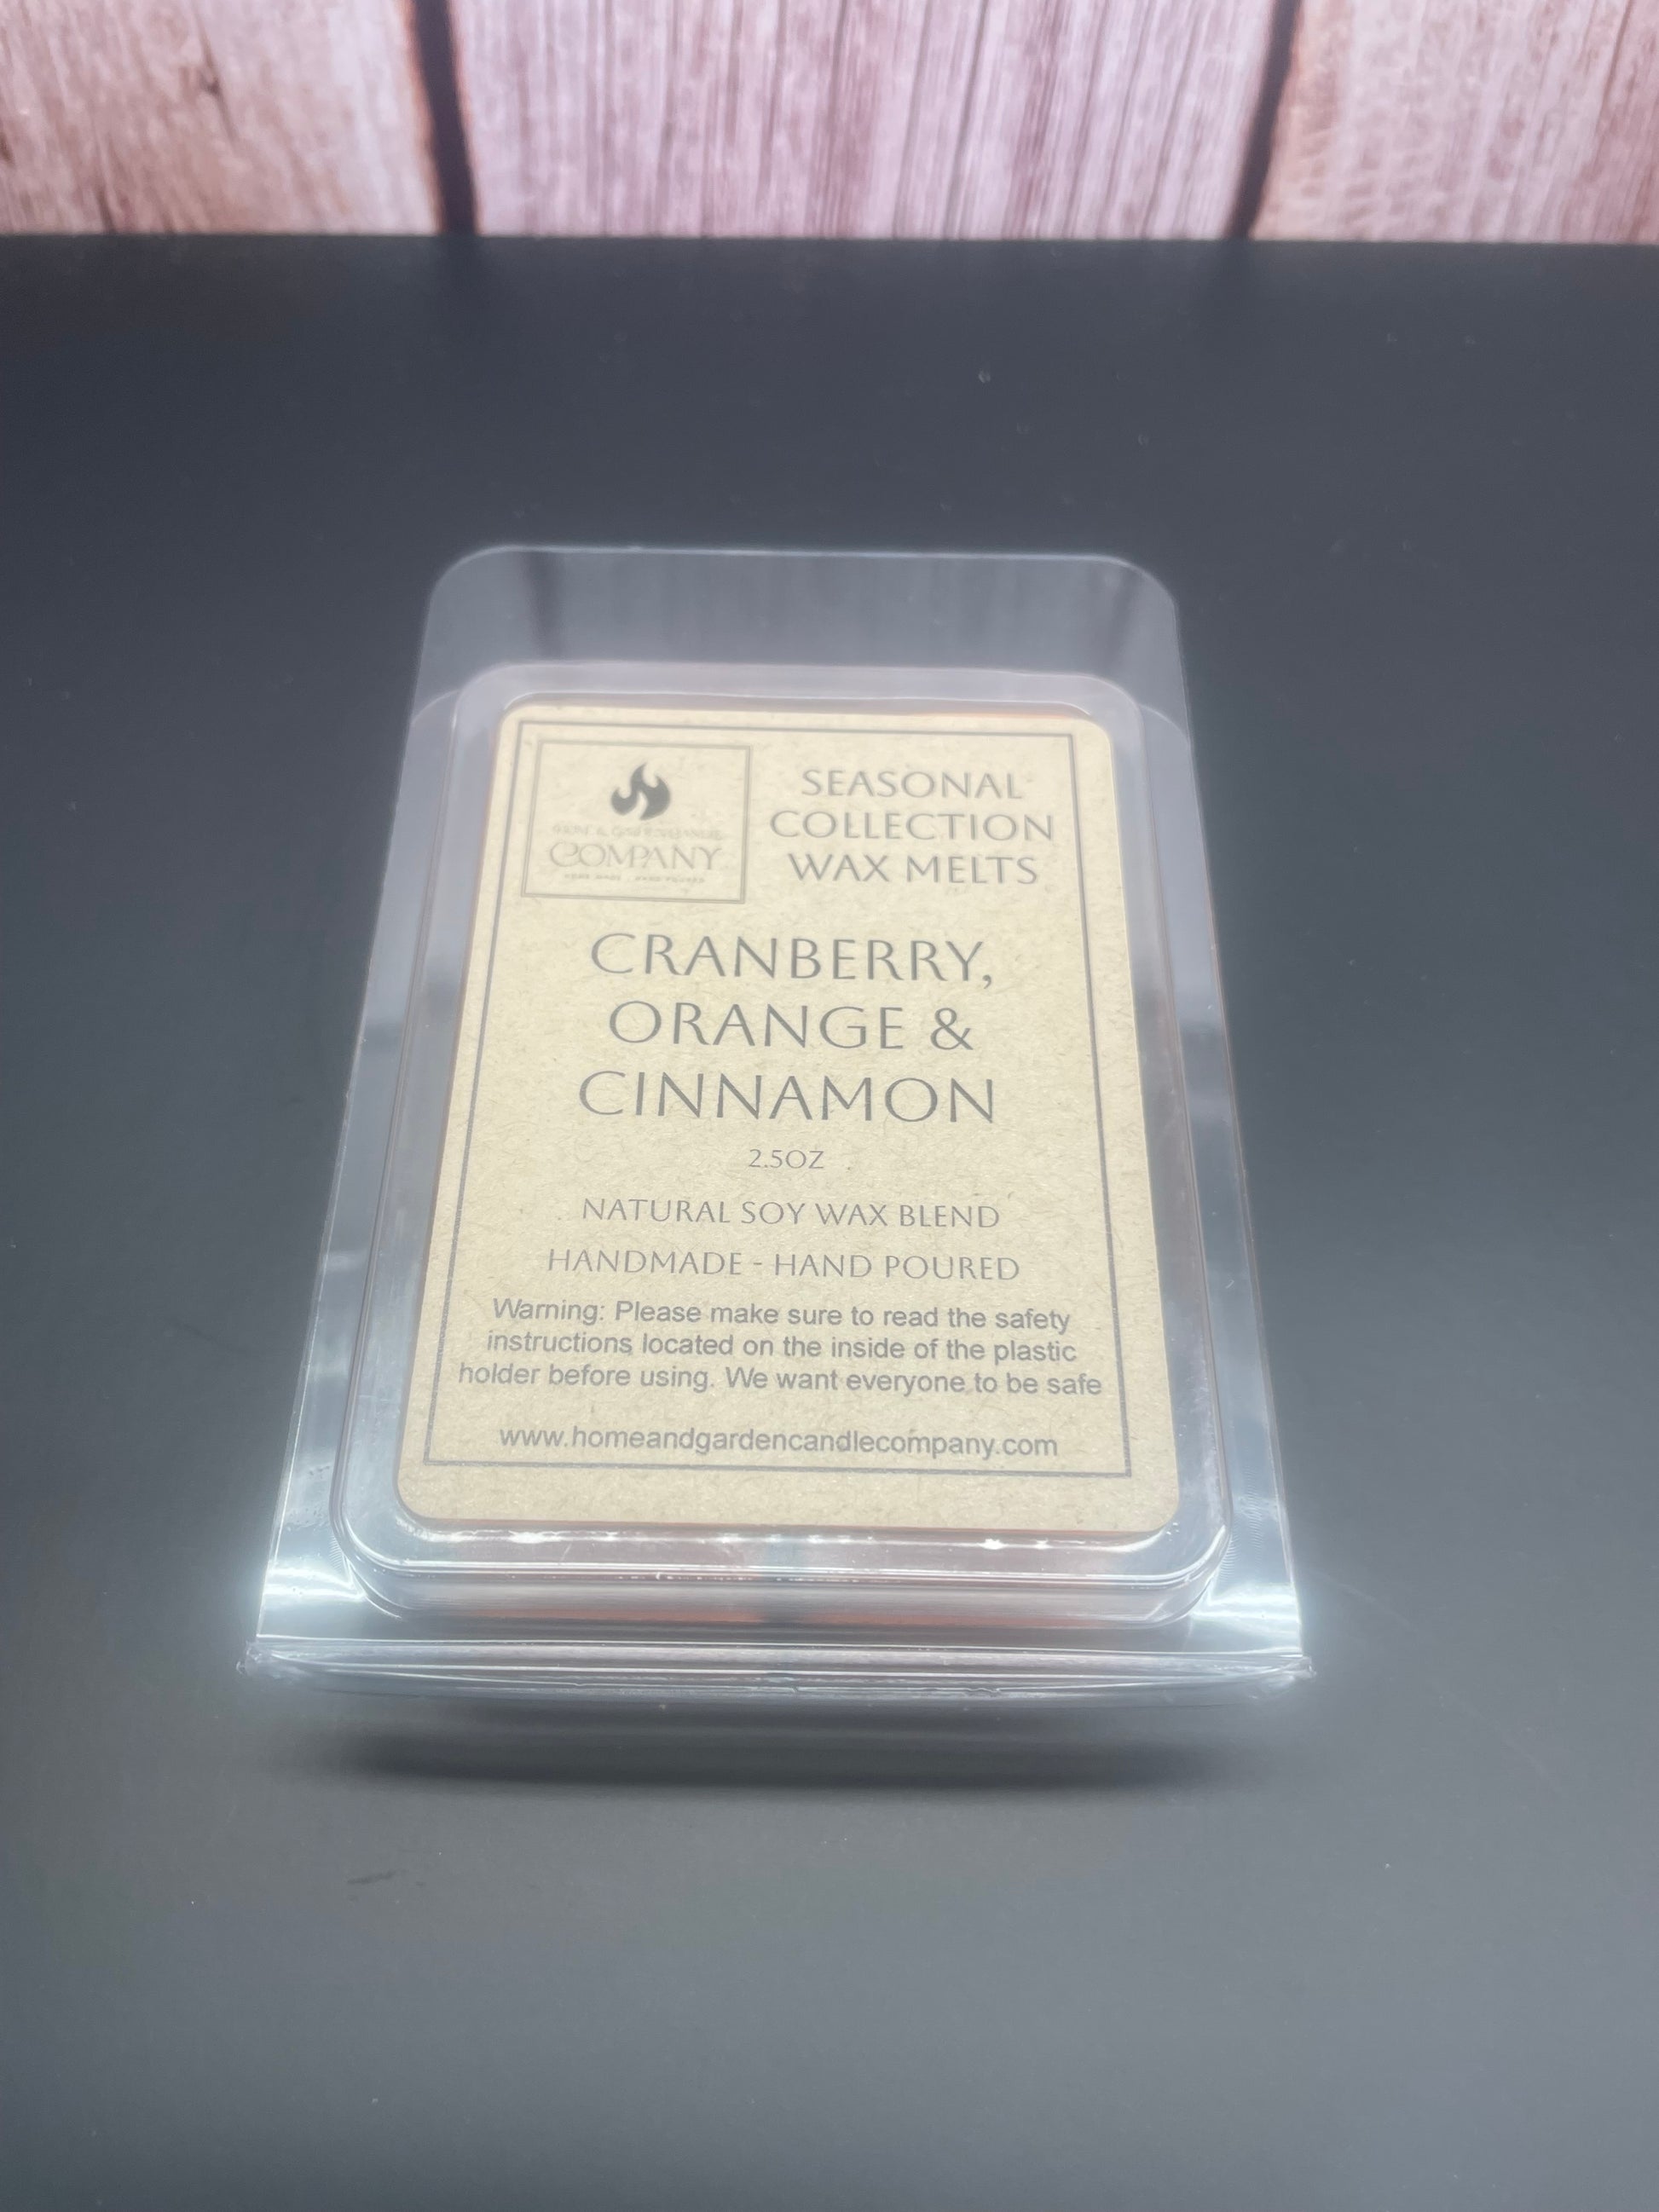 COMPANY
SEASONAL
COLLECTION
WAX MELTS
CRANBERRY,
ORANGE &
CINNAMON
2.5OZ
NATURAL SOY WAX BLEND
HANDMADE - HAND POURED
Warning: Please make sure to read the safety
instructions located on the inside of the plastic
holder before using. We want everyone to be safe
www.homeandgardencandlecompany.com